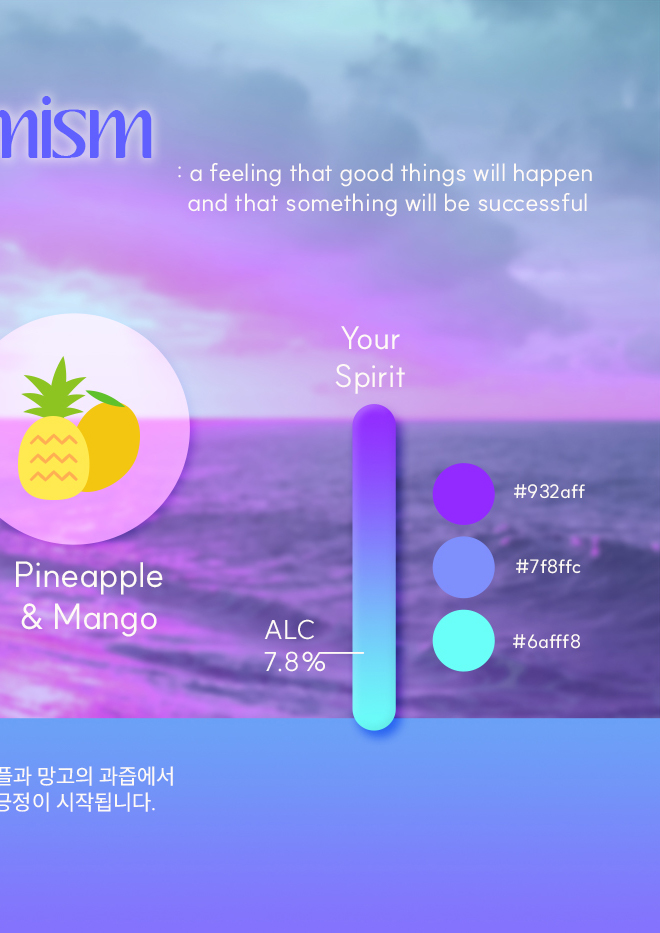 mism
: a feeling that good things will happen
and that something will be successful
Your
Spirit
#932aff
#7f8ffc
#6afff8
Pineapple
& Mango
ALC
7.8%
플과 망고의 과즙에서
긍정이 시작됩니다.